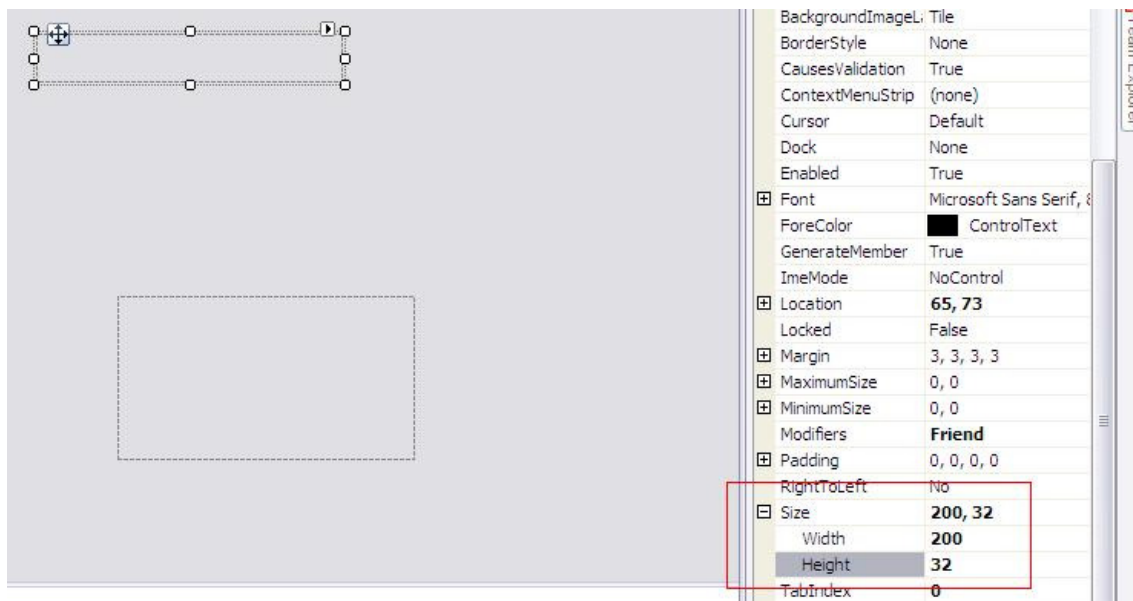 BackgroundImageL Tile
BorderStyle None
CausesValidation True
ContextMenuStrip (none)
Cursor Default
Dock None
Enabled True
Font Microsoft Sans Serif, 8
ForeColor ControlText
GenerateMember True
ImeMode NoControl
Location 65, 73
Locked False
Margin 3, 3, 3, 3
MaximumSize 0, 0
MinimumSize 0, 0
Modifiers Friend
Padding 0, 0, 0, 0
RightToLeft No
Size 200, 32
Width 200
Height 32
TabIndex 0
Team Explorer